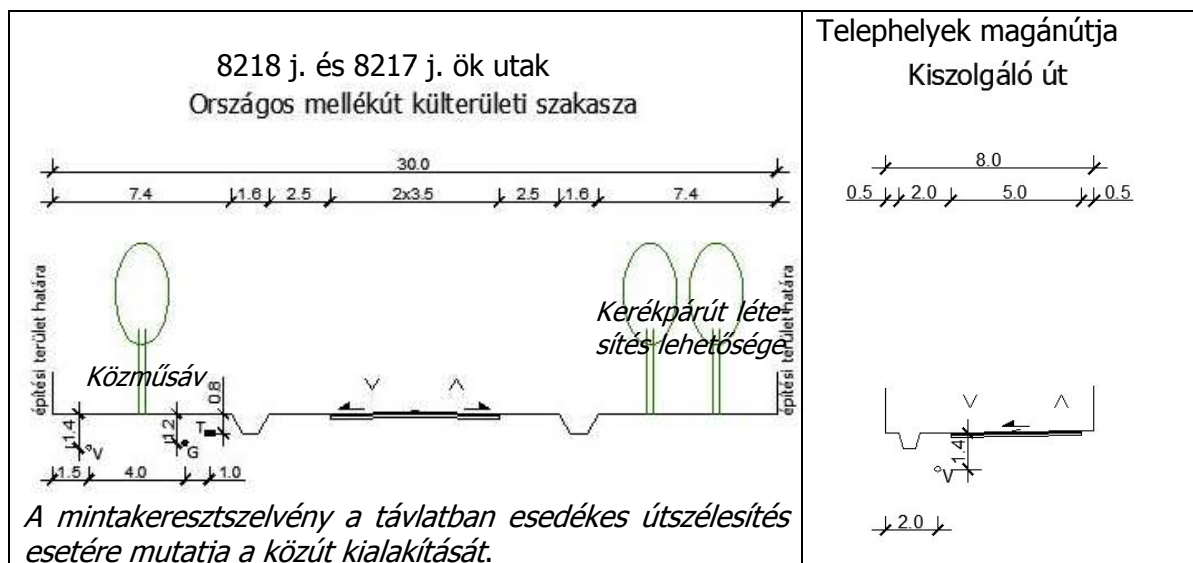 8218 j. és 8217 j. ök utak
Országos mellékút külterületi szakasza
30.0
7.4 1.6 2.5 2x3.5 2.5 1.6 7.4
építési terület határa
Közműsáv
Kerékpárút léte-
sítés lehetősége
építési terület határa
V Λ
0.8
1.4 V 1.2 G T
1.5 4.0 1.0
A mintakeresztszelvény a távlatban esedékes útszélesítés
esetére mutatja a közút kialakítását.
Telephelyek magánútja
Kiszolgáló út
8.0
0.5 2.0 5.0 0.5
V Λ
1.4
V
2.0